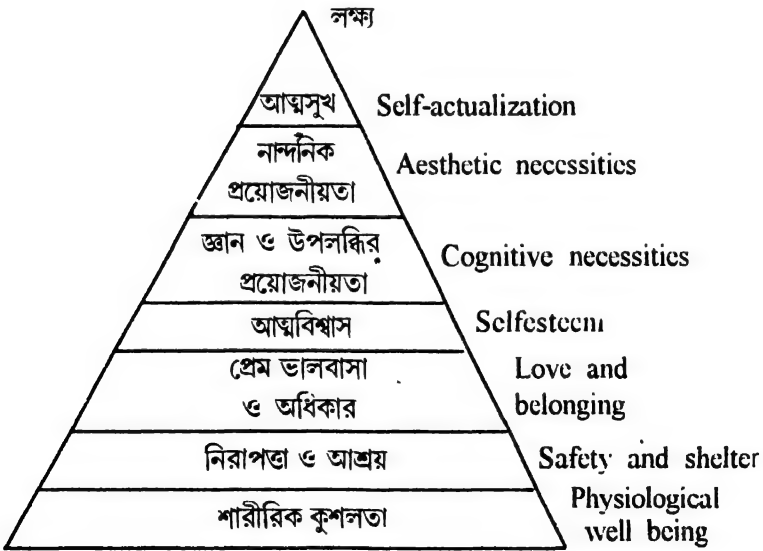 লক্ষ্য
আত্মসুখ Self-actualization
নান্দনিক
প্রয়োজনীয়তা
Aesthetic necessities
জ্ঞান ও উপলব্ধির
প্রয়োজনীয়তা
Cognitive necessities
আত্মবিশ্বাস Selfesteem
প্রেম ভালবাসা
ও অধিকার
Love and
belonging
নিরাপত্তা ও আশ্রয় Safety and shelter
শারীরিক কুশলতা
Physiological
well being